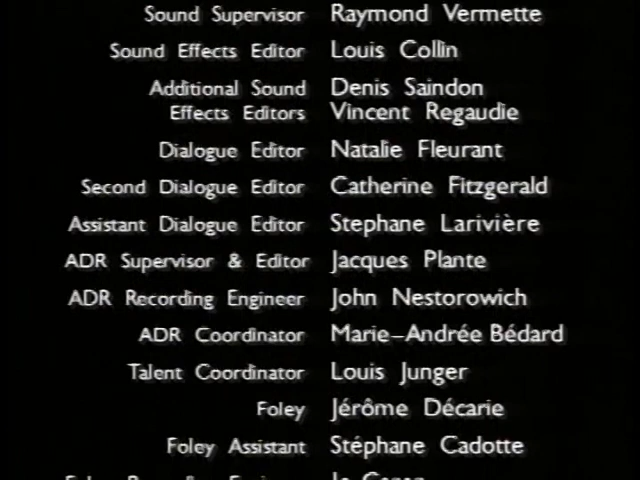 Sound Supervisor Raymond Vermette
Sound Effects Editor Louis Collin
Additional Sound Denis Saindon
Effects Editors Vincent Regaudie
Dialogue Editor Natalie Fleurant
Second Dialogue Editor Catherine Fitzgerald
Assistant Dialogue Editor Stephane Larivière
ADR Supervisor & Editor Jacques Plante
ADR Recording Engineer John Nestorowich
ADR Coordinator Marie-Andrée Bédard
Talent Coordinator Louis Junger
Foley Jérôme Décarie
Foley Assistant Stéphane Cadotte